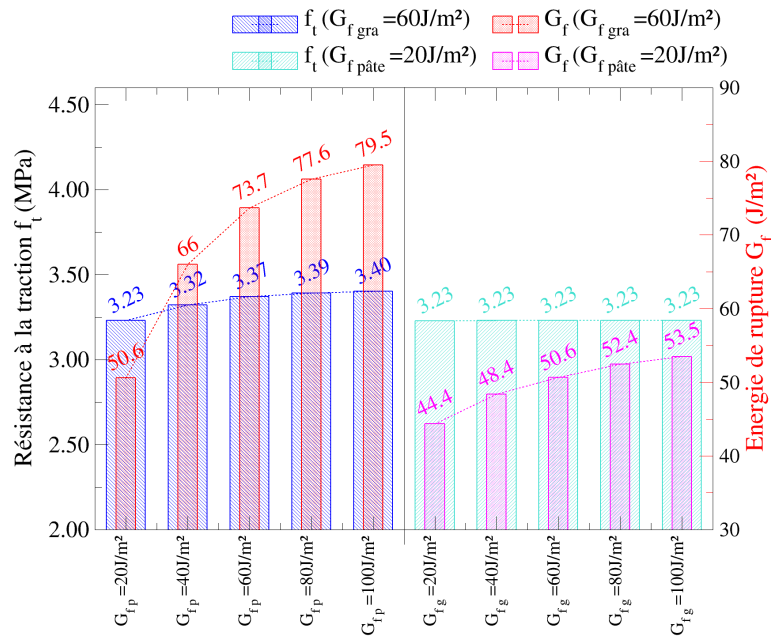 f_t (G_f gra =60J/m²) G_f (G_f gra =60J/m²)
f_t (G_f pâte =20J/m²) G_f (G_f pâte =20J/m²)
Résistance à la traction f_t (MPa)
4.50
4.00
3.50
3.00
2.50
2.00
3.23
3.32
3.37
3.39
3.40
50.6
66
73.7
77.6
79.5
3.23
3.23
3.23
3.23
3.23
44.4
48.4
50.6
52.4
53.5
90
80
70
60
50
40
30
Energie de rupture G_f (J/m²)
G_f p =20J/m²
G_f p =40J/m²
G_f p =60J/m²
G_f p =80J/m²
G_f p =100J/m²
G_f g =20J/m²
G_f g =40J/m²
G_f g =60J/m²
G_f g =80J/m²
G_f g =100J/m²